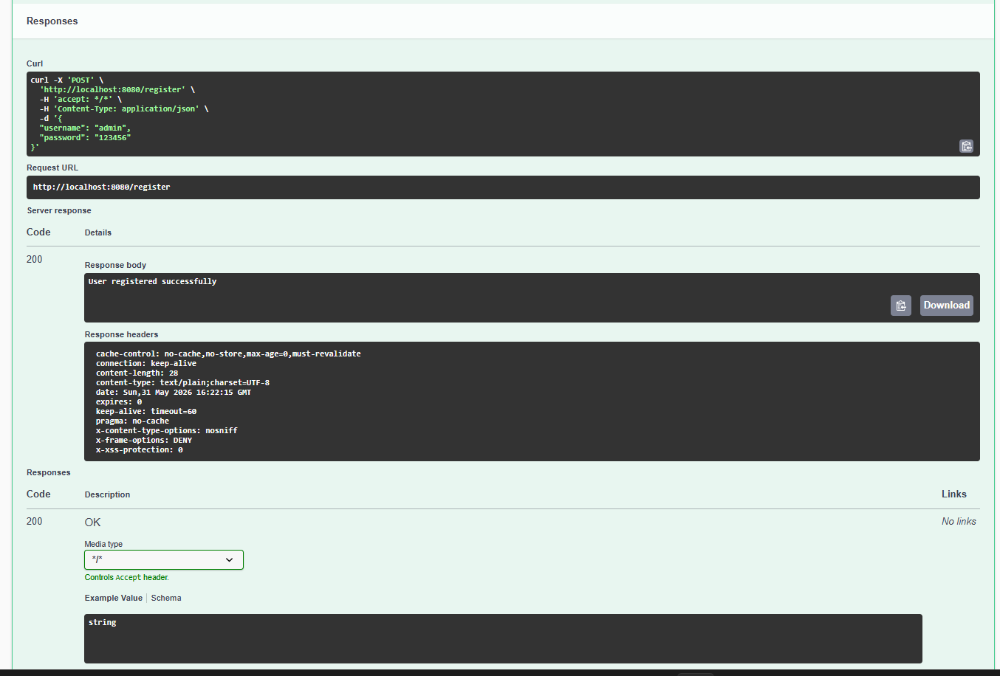 Responses
Curl
curl -X 'POST' \
  'http://localhost:8080/register' \
  -H 'accept: */*' \
  -H 'Content-Type: application/json' \
  -d '{
  "username": "admin",
  "password": "123456"
}'
Request URL
http://localhost:8080/register
Server response
Code Details
200
Response body
User registered successfully
Download
Response headers
cache-control: no-cache,no-store,max-age=0,must-revalidate
connection: keep-alive
content-length: 28
content-type: text/plain;charset=UTF-8
date: Sun,31 May 2026 16:22:15 GMT
expires: 0
keep-alive: timeout=60
pragma: no-cache
x-content-type-options: nosniff
x-frame-options: DENY
x-xss-protection: 0
Responses
Code Description Links
200 OK No links
Media type
*/*
Controls Accept header.
Example Value Schema
string